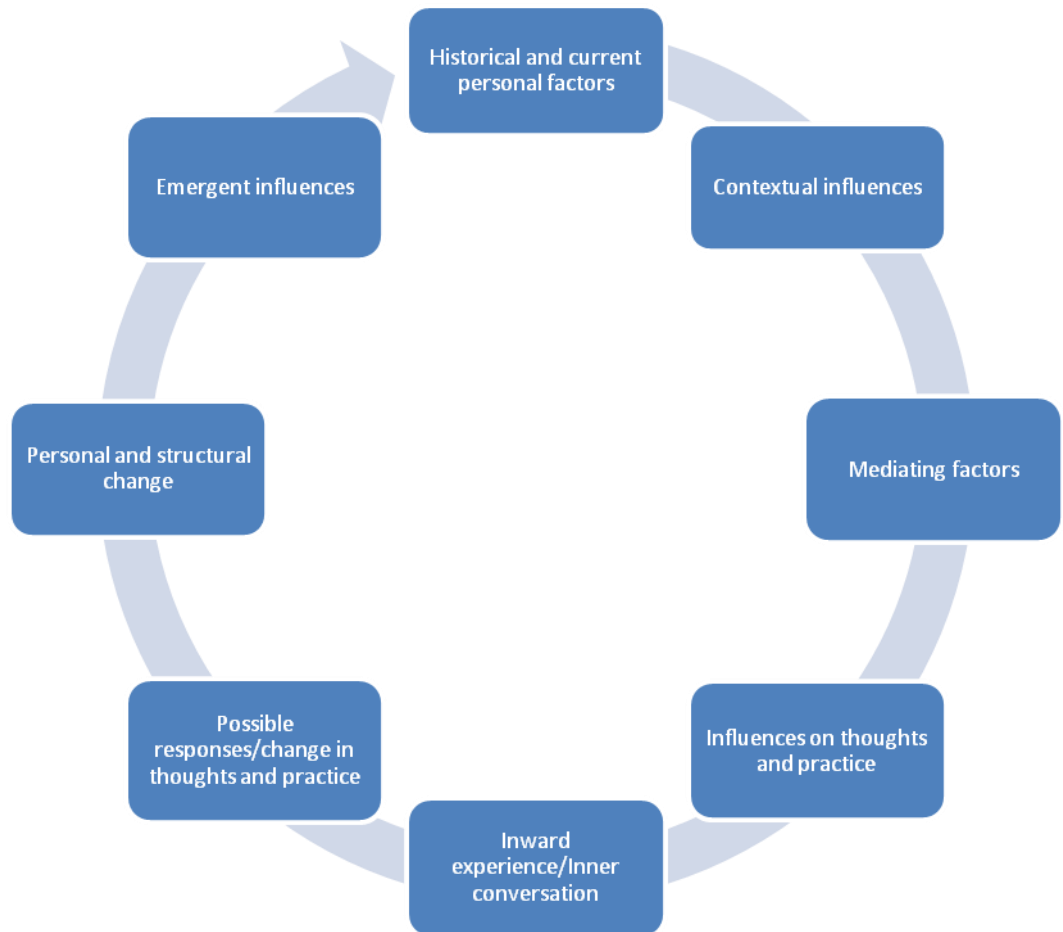 Historical and current
personal factors
Contextual influences
Mediating factors
Influences on thoughts
and practice
Inward
experience/Inner
conversation
Possible
responses/change in
thoughts and practice
Personal and structural
change
Emergent influences